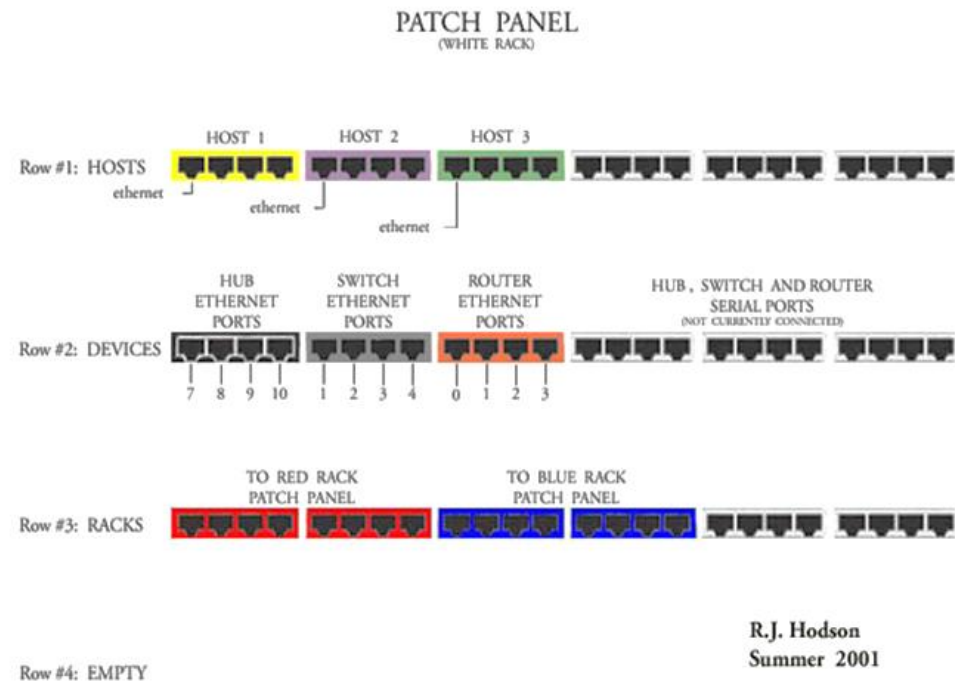 PATCH PANEL
(WHITE RACK)
HOST 1 HOST 2 HOST 3
Row #1: HOSTS
ethernet
ethernet
ethernet
HUB
ETHERNET
PORTS
SWITCH
ETHERNET
PORTS
ROUTER
ETHERNET
PORTS
HUB , SWITCH AND ROUTER
SERIAL PORTS
(NOT CURRENTLY CONNECTED)
Row #2: DEVICES
7 8 9 10 1 2 3 4 0 1 2 3
TO RED RACK
PATCH PANEL
TO BLUE RACK
PATCH PANEL
Row #3: RACKS
R.J. Hodson
Summer 2001
Row #4: EMPTY